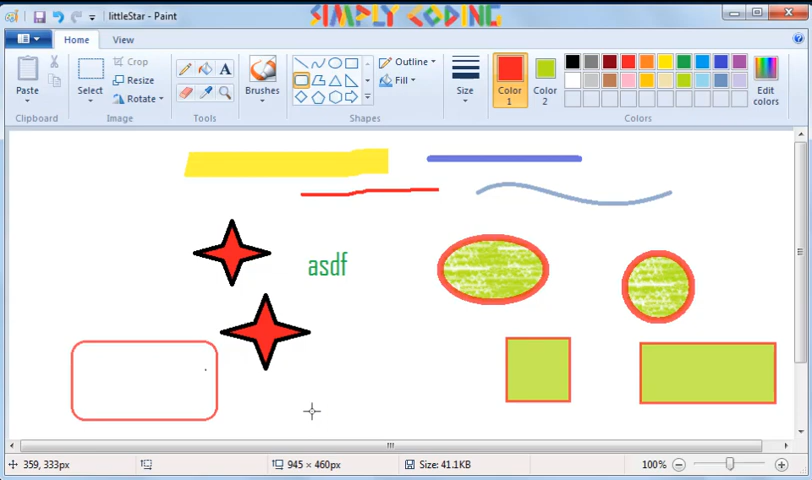 SIMPLY CODING
littleStar - Paint
Home View
Paste
Clipboard
Select
Crop
Resize
Rotate
Image
A
Tools
Brushes
Outline
Fill
Shapes
Size
Color
1
Color
2
Edit
colors
Colors
asdf
359, 333px
945 × 460px
Size: 41.1KB
100%